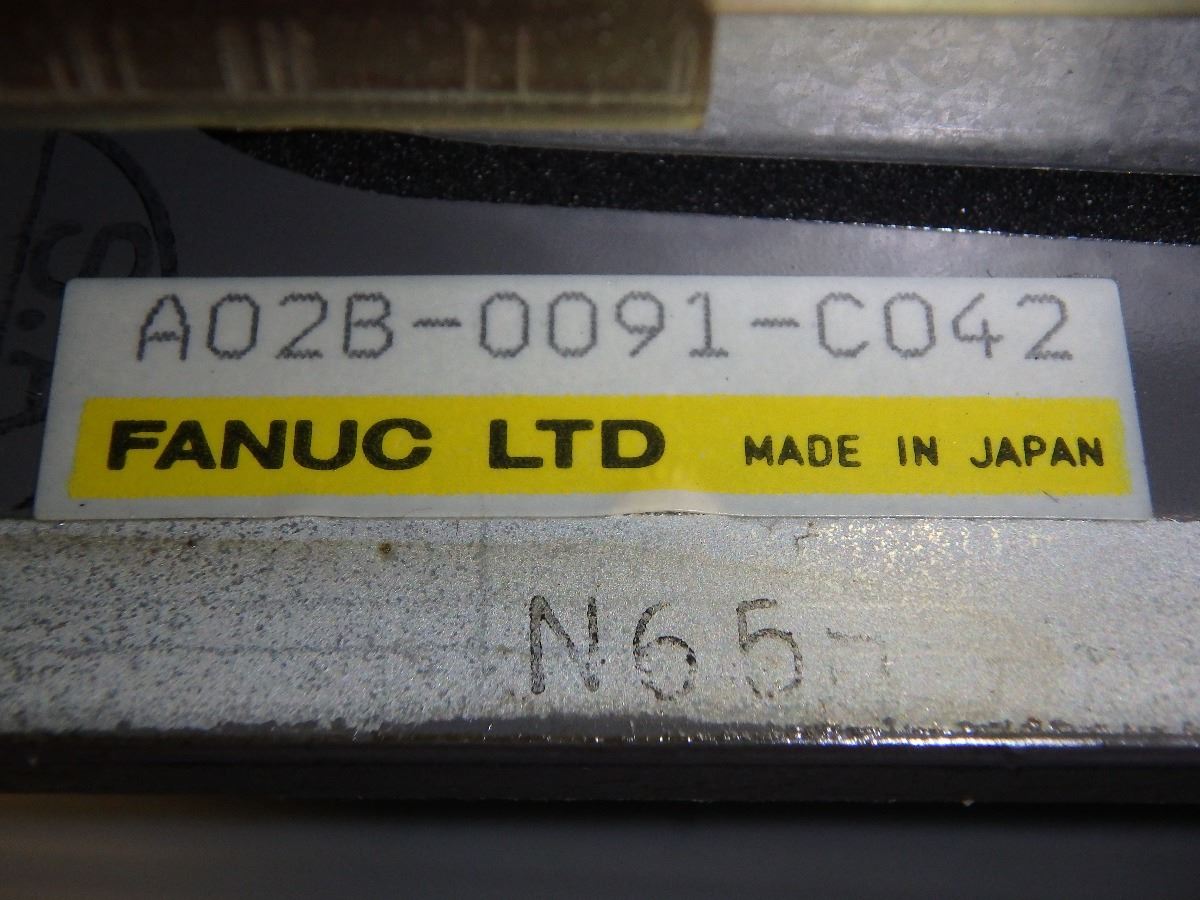 A02B-0091-C042
FANUC LTD MADE IN JAPAN
N65-